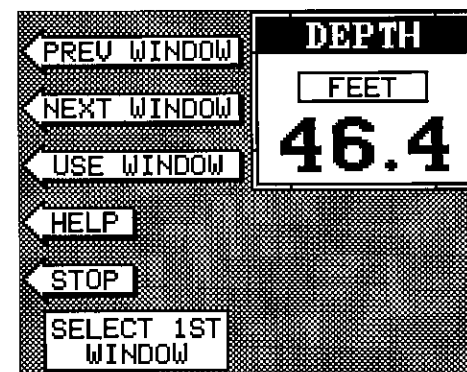 PREV WINDOW
NEXT WINDOW
USE WINDOW
HELP
STOP
SELECT 1ST
WINDOW
DEPTH
FEET
46.4